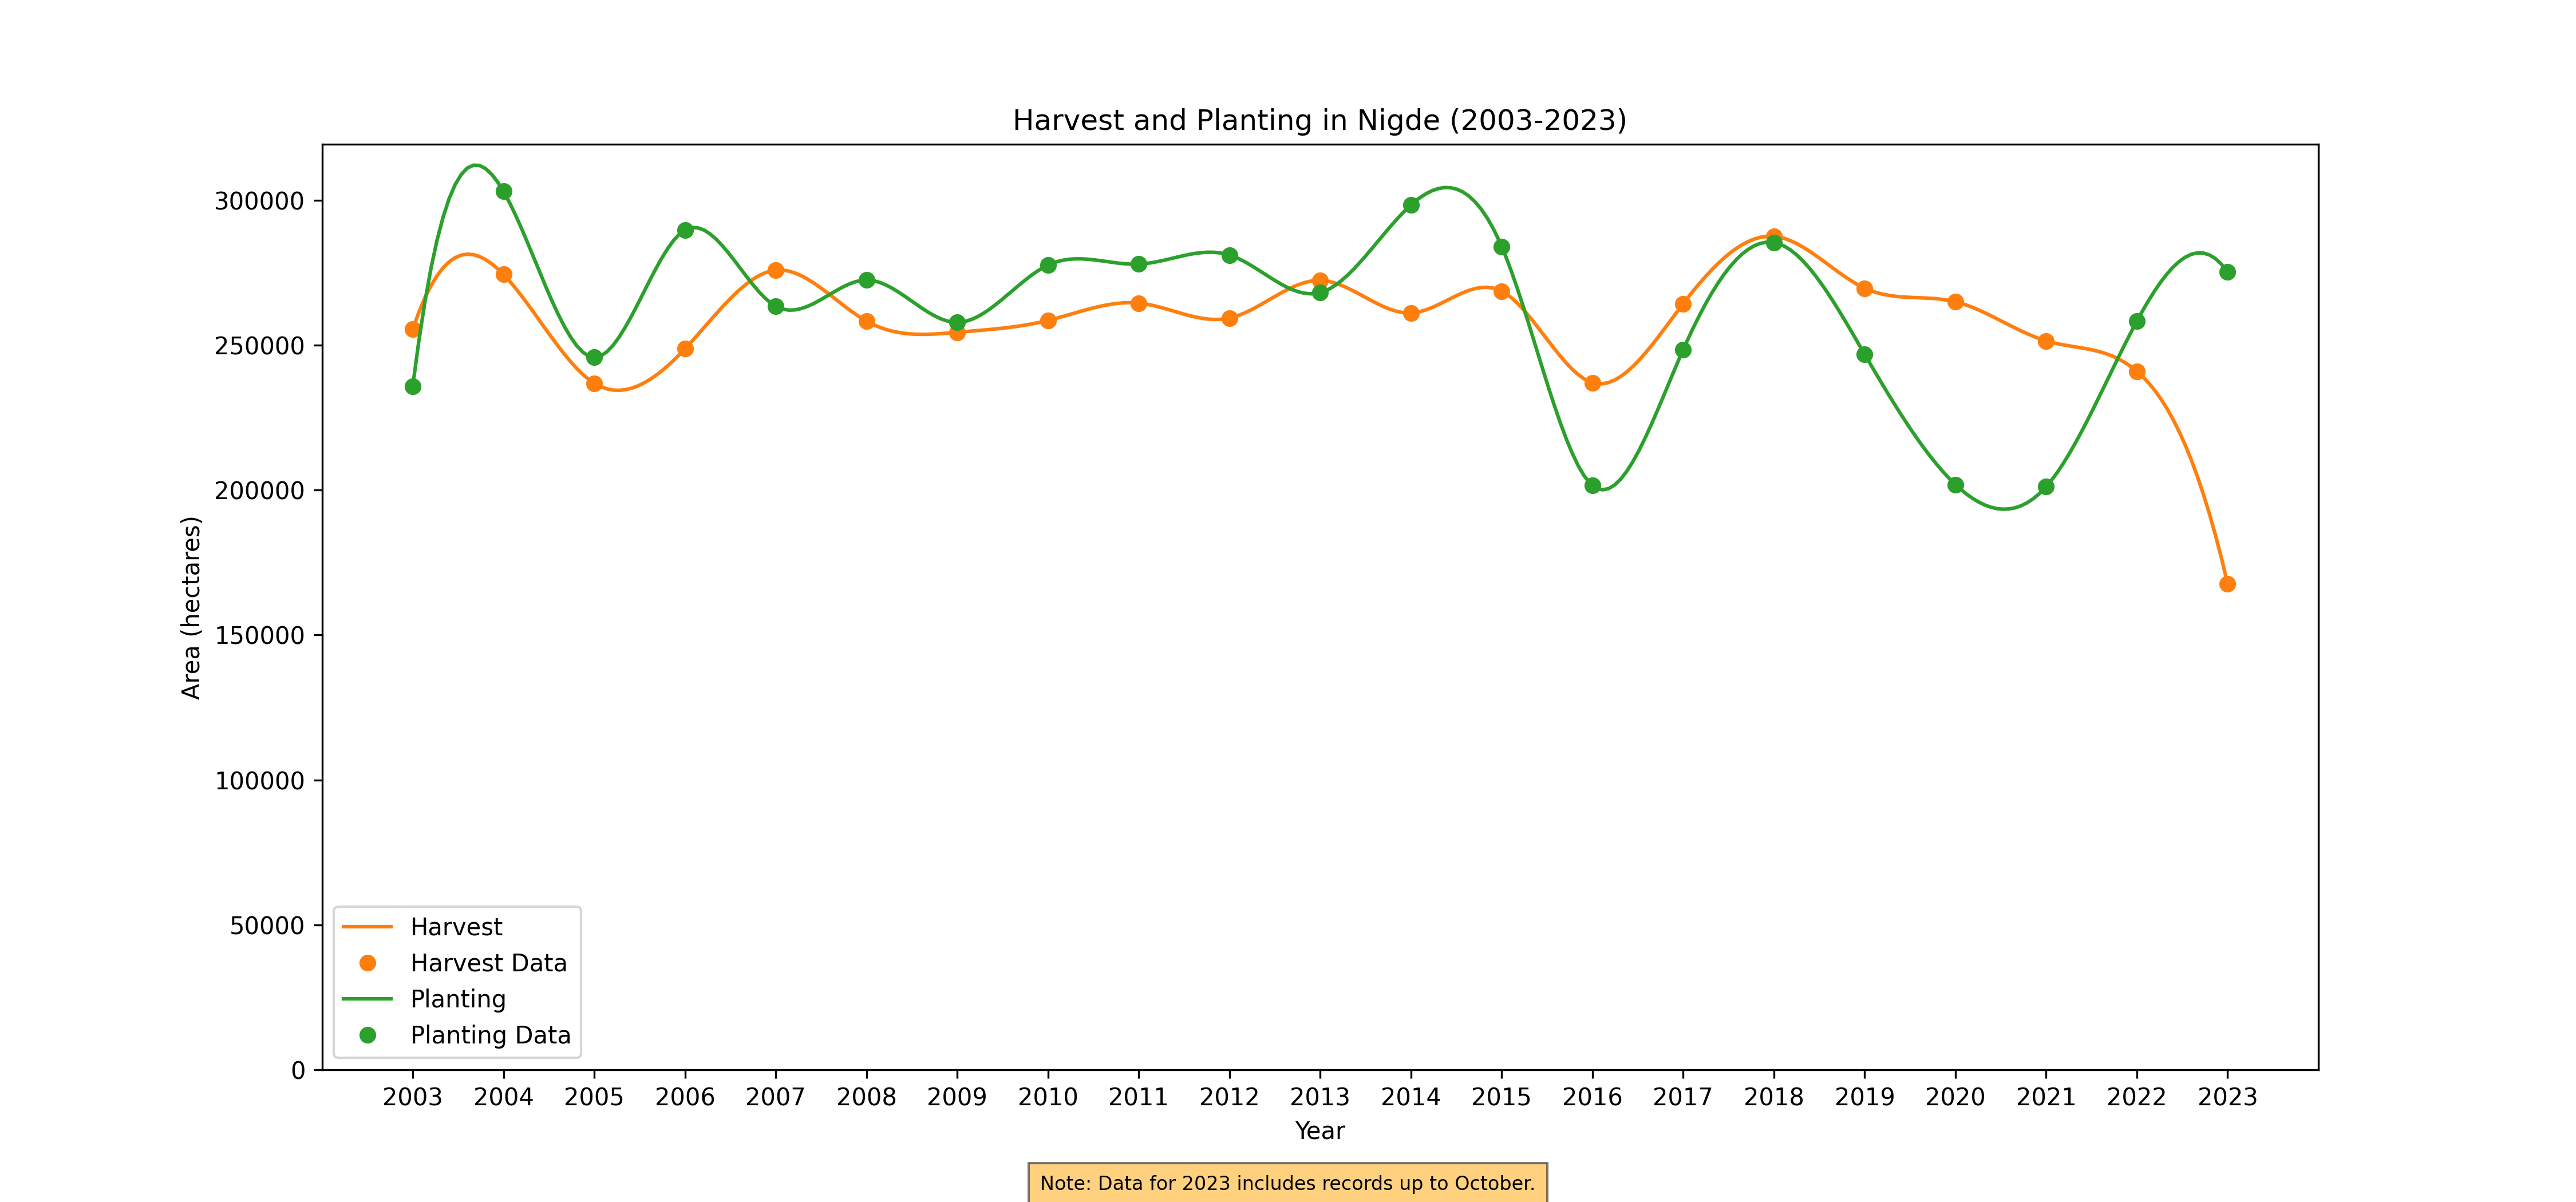 Harvest and Planting in Nigde (2003-2023)
300000
250000
200000
150000
100000
50000
0
Area (hectares)
Harvest
Harvest Data
Planting
Planting Data
2003 2004 2005 2006 2007 2008 2009 2010 2011 2012 2013 2014 2015 2016 2017 2018 2019 2020 2021 2022 2023
Year
Note: Data for 2023 includes records up to October.